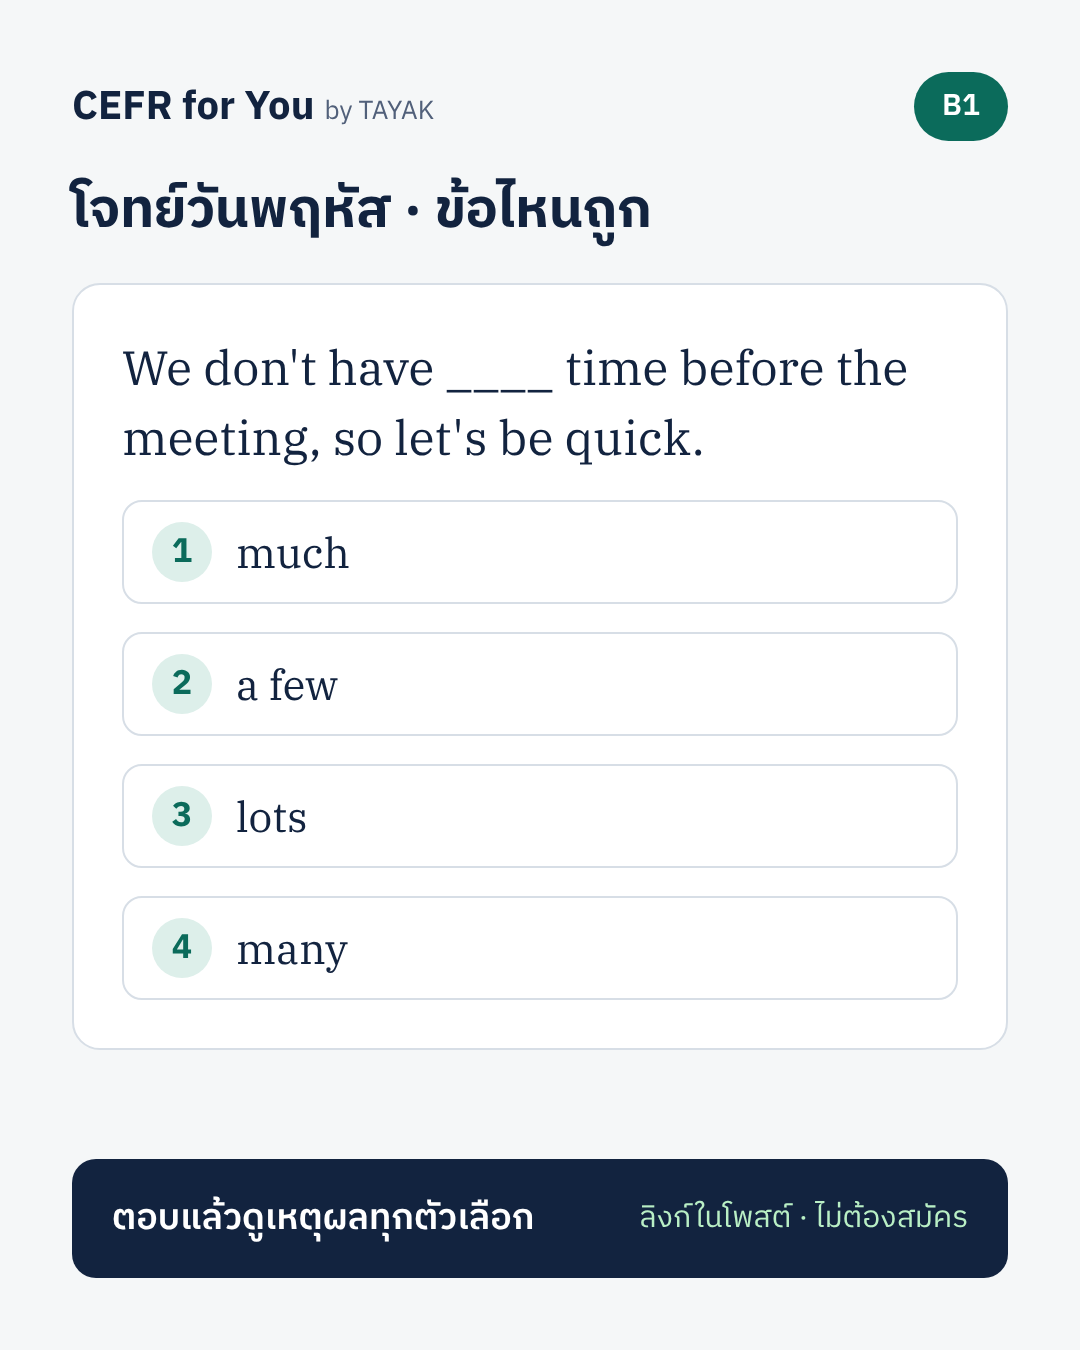 CEFR for You by TAYAK
B1
โจทย์วันพฤหัส · ข้อไหนถูก
We don't have ____ time before the
meeting, so let's be quick.
1 much
2 a few
3 lots
4 many
ตอบแล้วดูเหตุผลทุกตัวเลือก
ลิงก์ในโพสต์ · ไม่ต้องสมัคร